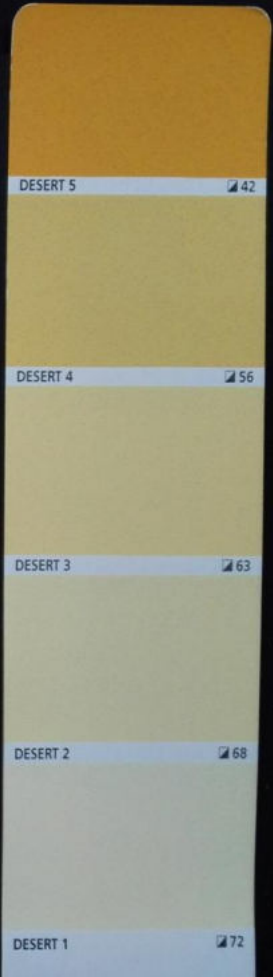 DESERT 5 42
DESERT 4 56
DESERT 3 63
DESERT 2 68
DESERT 1 72